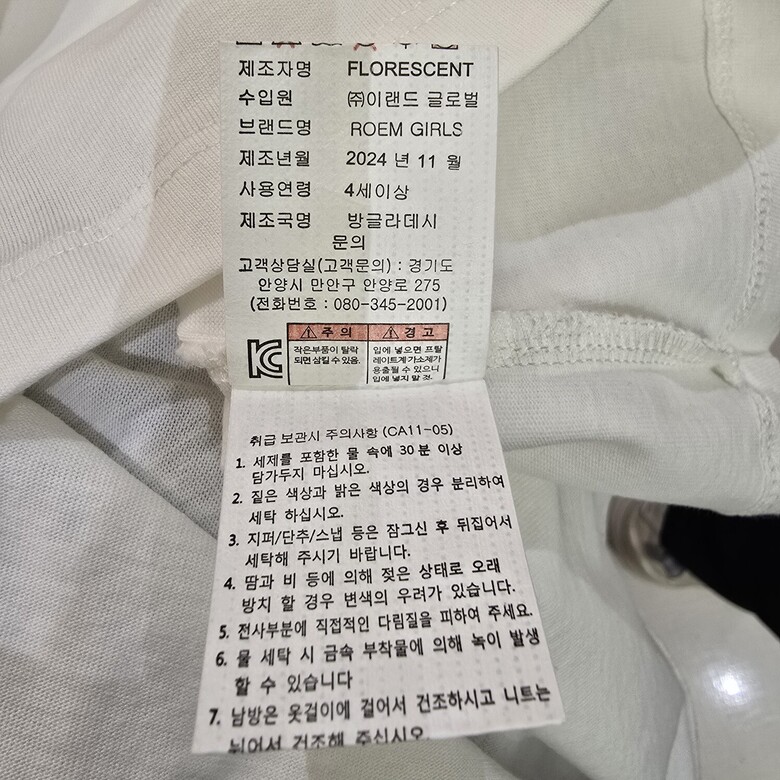 제조자명 FLORESCENT
수입원 ㈜이랜드 글로벌
브랜드명 ROEM GIRLS
제조년월 2024 년 11 월
사용연령 4세이상
제조국명 방글라데시
문의
고객상담실(고객문의) : 경기도
안양시 만안구 안양로 275
(전화번호 : 080-345-2001)
주 의
작은부품이 탈락
되면 삼킬 수 있음.
경 고
입에 넣으면 프탈
레이트계 가소제가
용출될 수 있으니
입에 넣지 말 것.
취급 보관시 주의사항 (CA11-05)
1. 세제를 포함한 물 속에 30 분 이상
담가두지 마십시오.
2. 짙은 색상과 밝은 색상의 경우 분리하여
세탁 하십시오.
3. 지퍼/단추/스냅 등은 잠그신 후 뒤집어서
세탁해 주시기 바랍니다.
4. 땀과 비 등에 의해 젖은 상태로 오래
방치 할 경우 변색의 우려가 있습니다.
5. 전사부분에 직접적인 다림질을 피하여 주세요.
6. 물 세탁 시 금속 부착물에 의해 녹이 발생
할 수 있습니다
7. 남방은 옷걸이에 걸어서 건조하시고 니트는
뉘어서 건조해 주십시오.